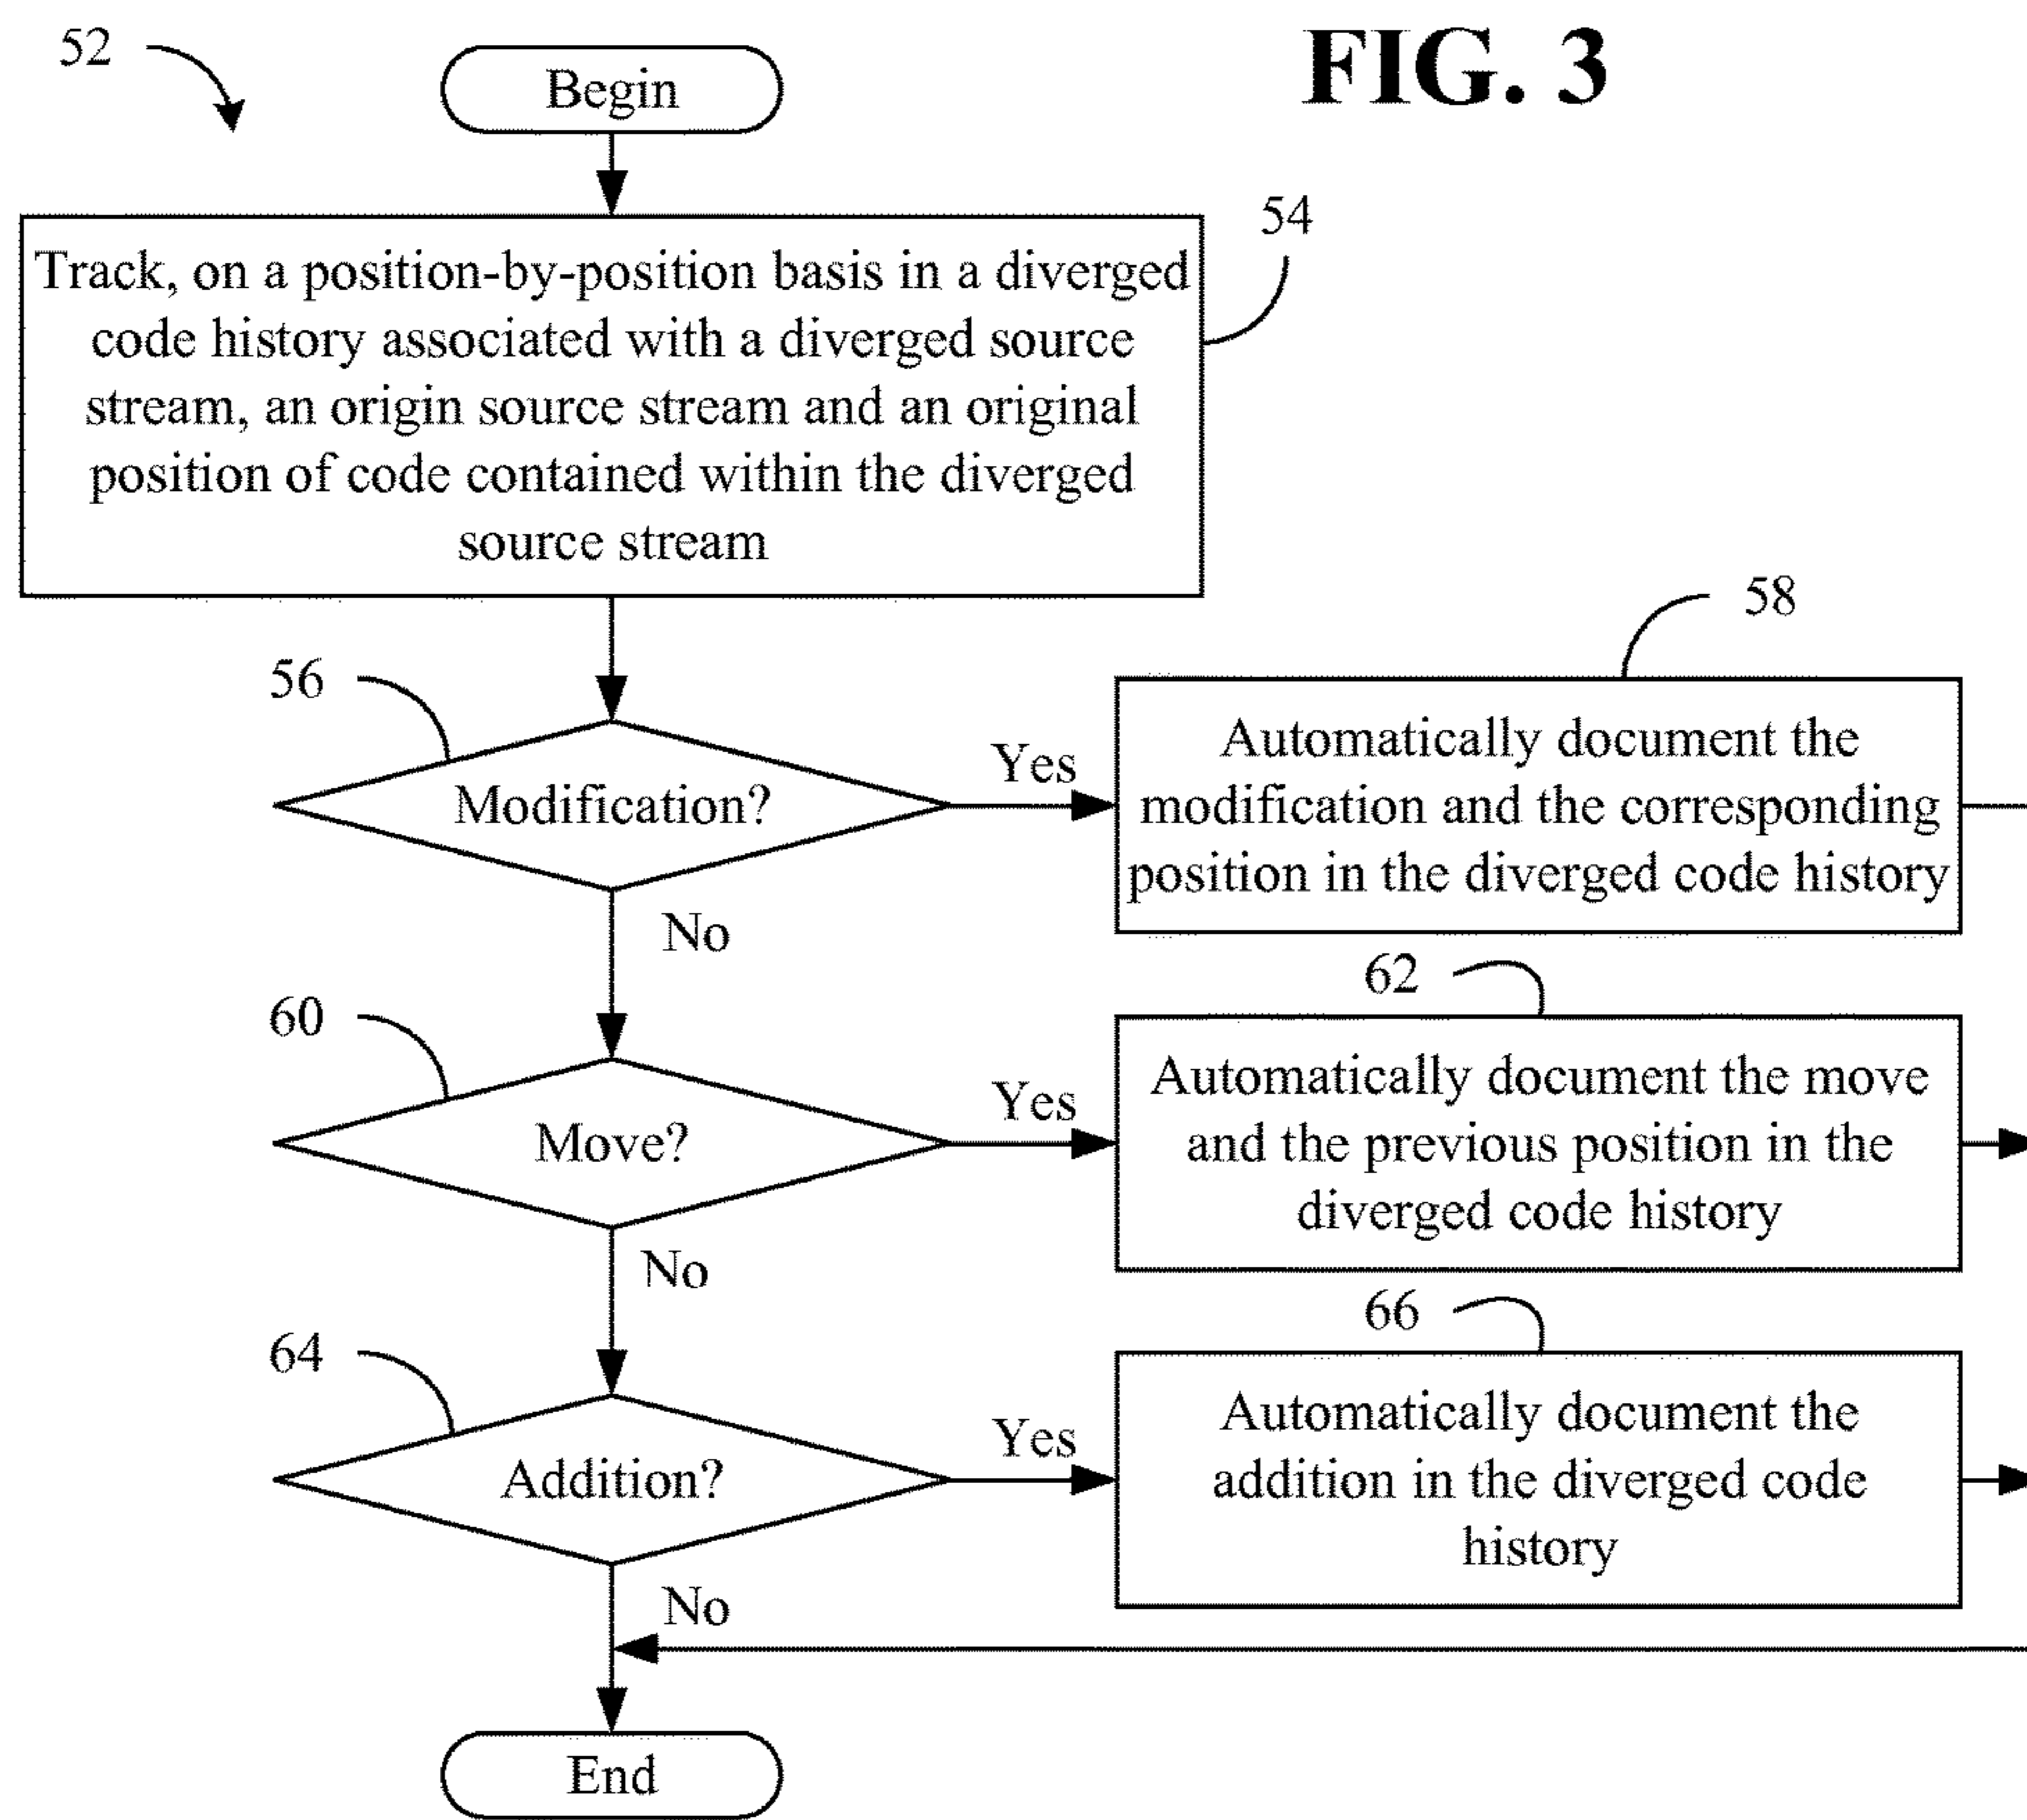 52
Begin
FIG. 3
54
Track, on a position-by-position basis in a diverged
code history associated with a diverged source
stream, an origin source stream and an original
position of code contained within the diverged
source stream
56
Modification?
Yes
58
Automatically document the
modification and the corresponding
position in the diverged code history
No
60
Move?
Yes
62
Automatically document the move
and the previous position in the
diverged code history
No
64
Addition?
Yes
66
Automatically document the
addition in the diverged code
history
No
End